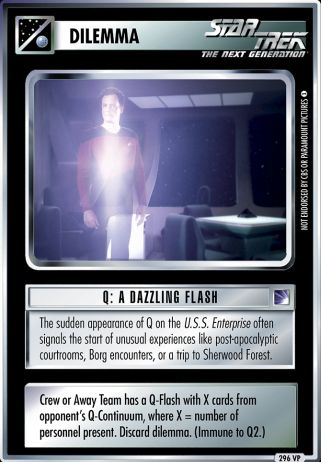 DILEMMA
STAR TREK
THE NEXT GENERATION
NOT ENDORSED BY CBS OR PARAMOUNT PICTURES
Q: A DAZZLING FLASH
The sudden appearance of Q on the U.S.S. Enterprise often
signals the start of unusual experiences like post-apocalyptic
courtrooms, Borg encounters, or a trip to Sherwood Forest.
Crew or Away Team has a Q-Flash with X cards from
opponent's Q-Continuum, where X = number of
personnel present. Discard dilemma. (Immune to Q2.)
296 VP